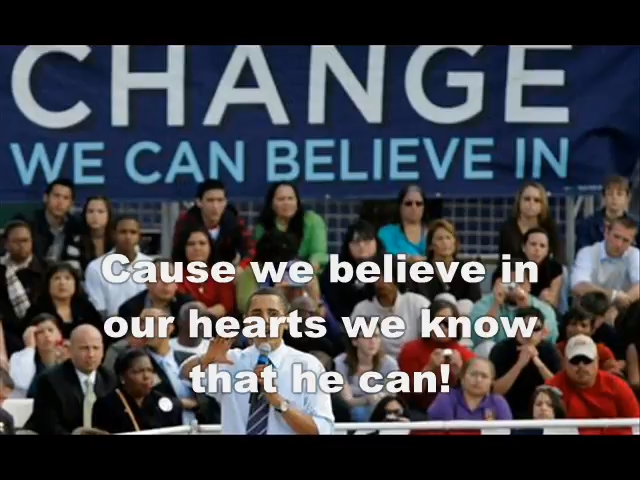 CHANGE
WE CAN BELIEVE IN
Cause we believe in
our hearts we know
that he can!